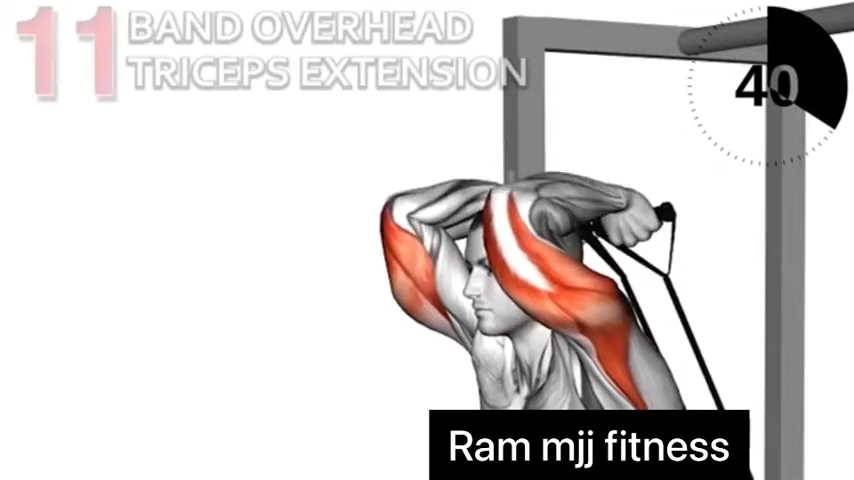 11 BAND OVERHEAD
TRICEPS EXTENSION
40
Ram mjj fitness